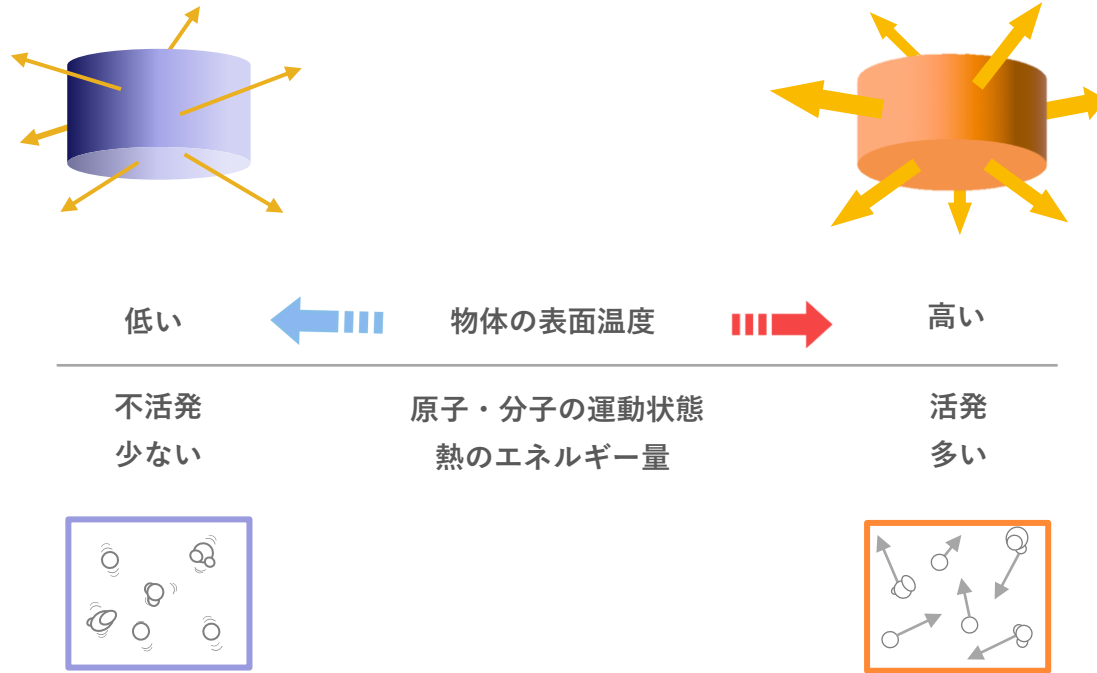 低い 物体の表面温度 高い
不活発 原子・分子の運動状態 活発
少ない 熱のエネルギー量 多い